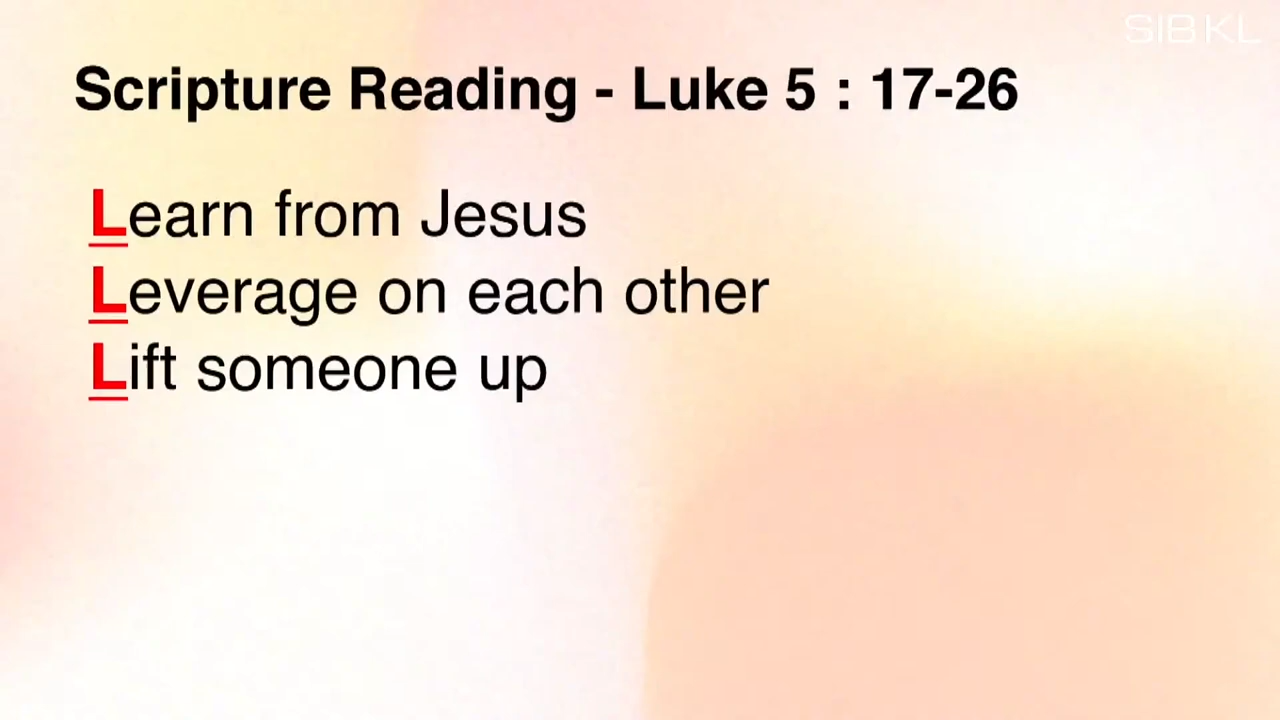 SIBKL
Scripture Reading - Luke 5 : 17-26
Learn from Jesus
Leverage on each other
Lift someone up